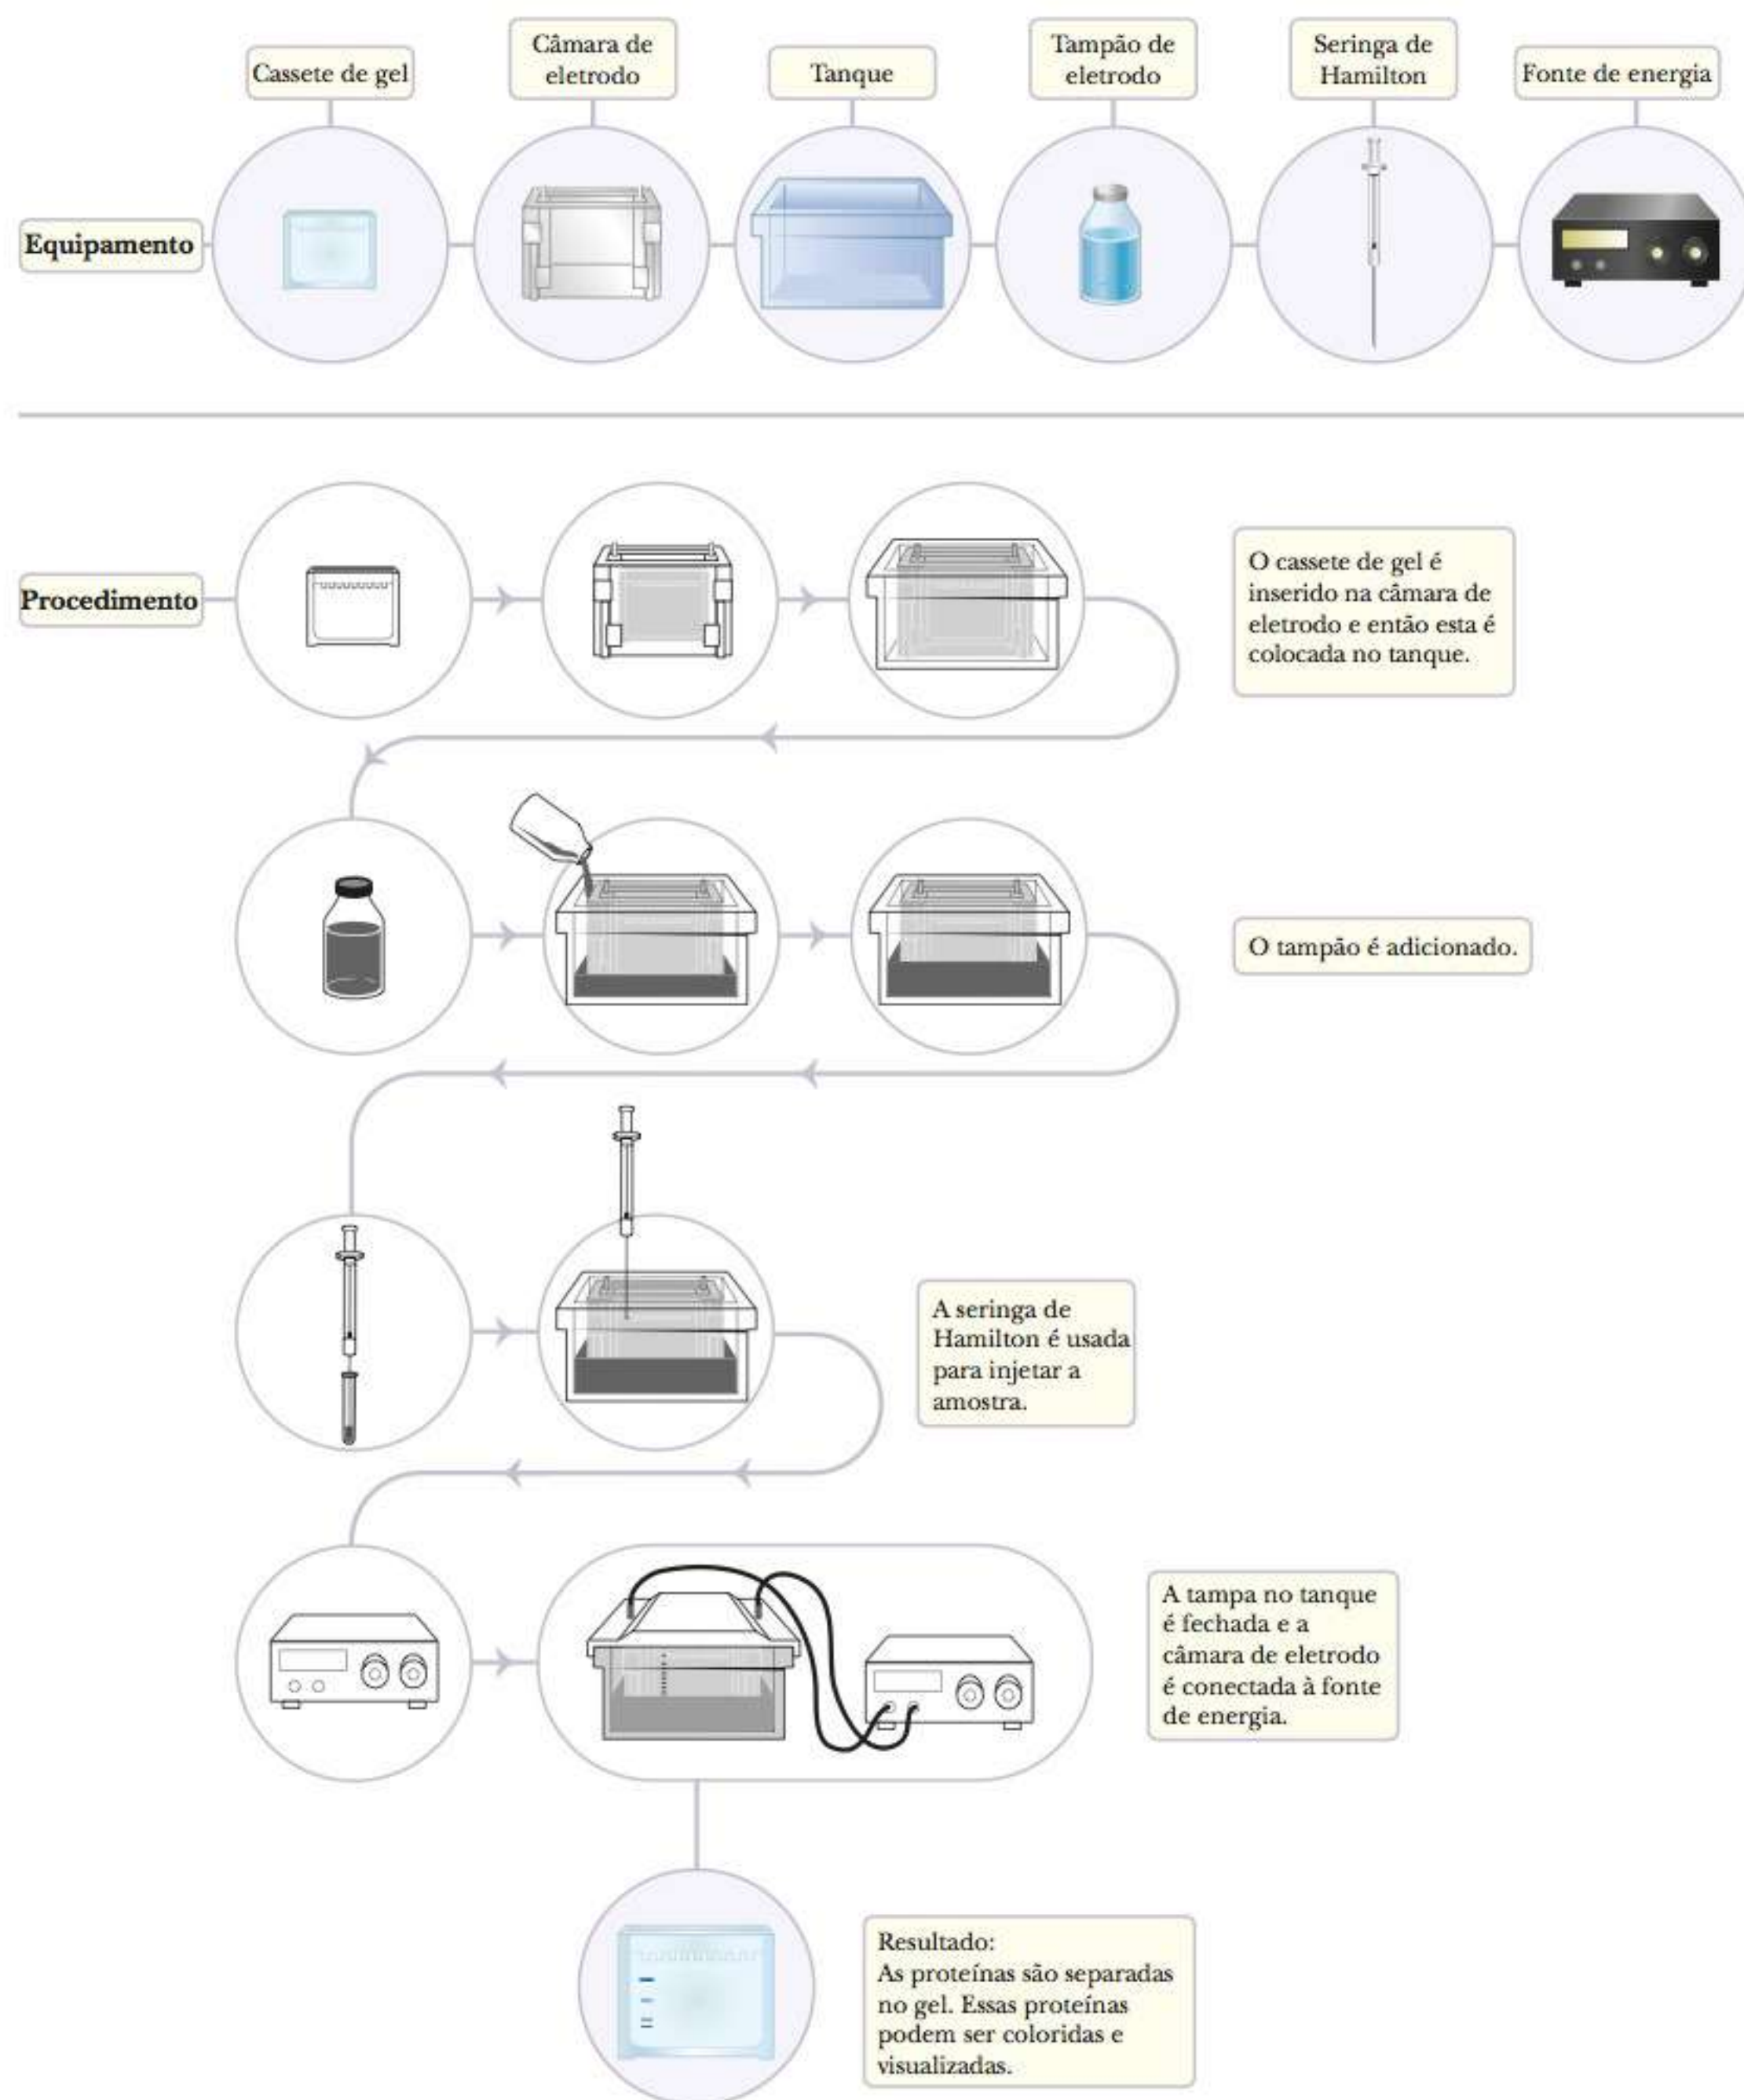 Cassete de gel
Câmara de
eletrodo
Tanque
Tampão de
eletrodo
Seringa de
Hamilton
Fonte de energia
Equipamento
Procedimento
O cassete de gel é
inserido na câmara de
eletrodo e então esta é
colocada no tanque.
O tampão é adicionado.
A seringa de
Hamilton é usada
para injetar a
amostra.
A tampa no tanque
é fechada e a
câmara de eletrodo
é conectada à fonte
de energia.
Resultado:
As proteínas são separadas
no gel. Essas proteínas
podem ser coloridas e
visualizadas.